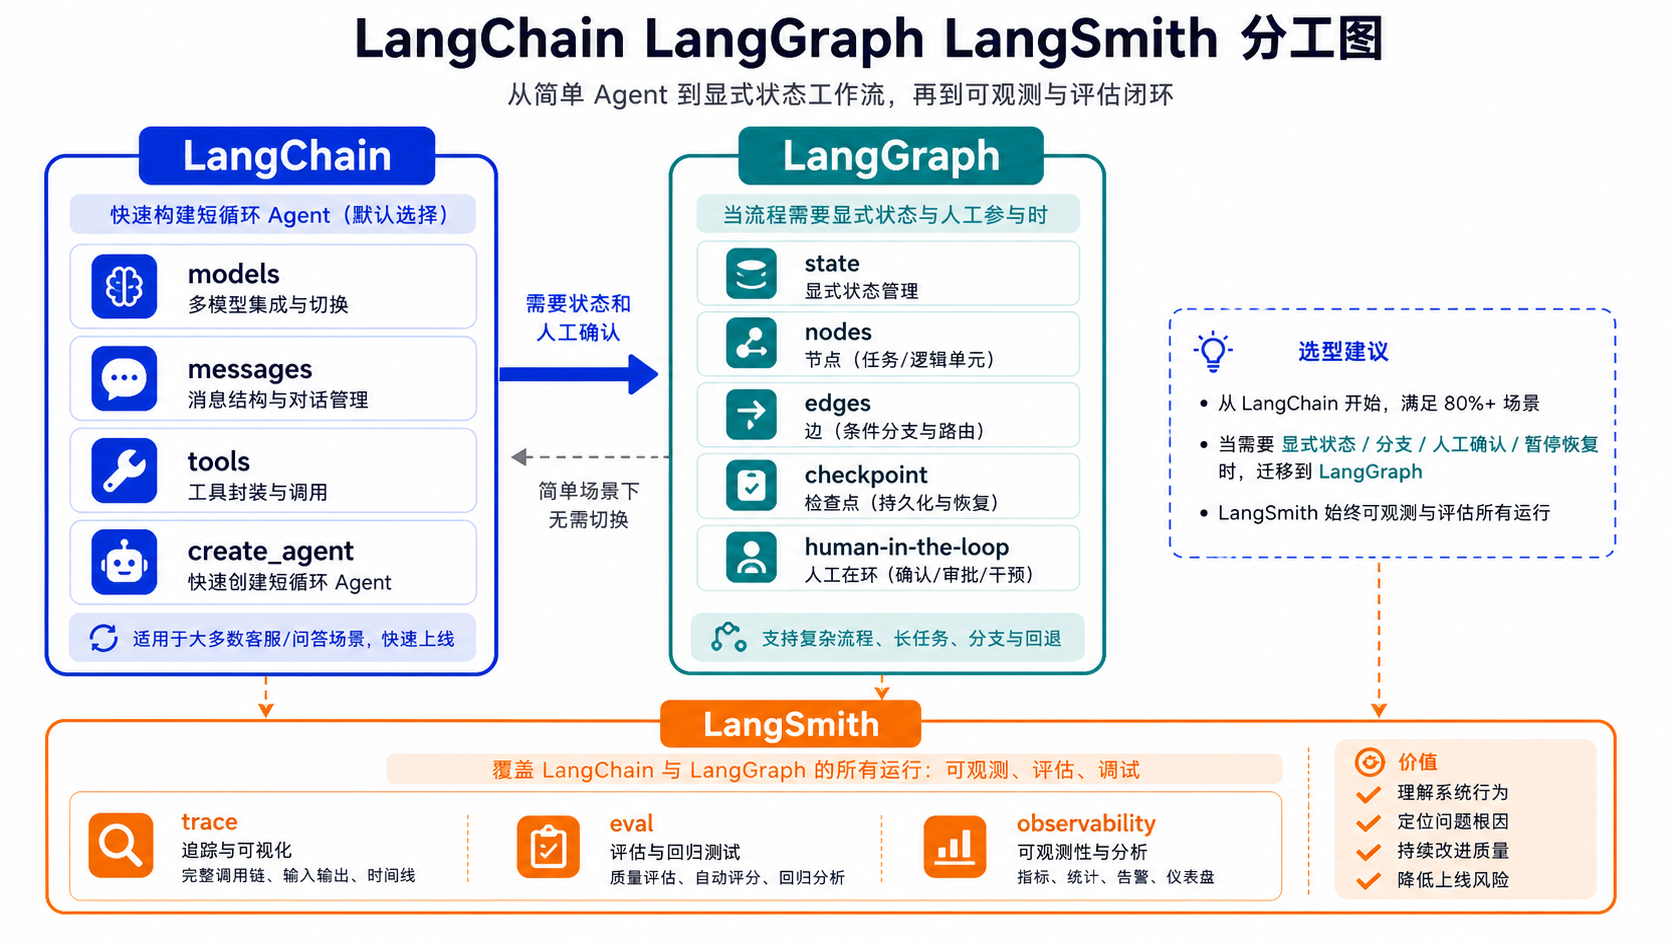 LangChain LangGraph LangSmith 分工图
从简单 Agent 到显式状态工作流，再到可观测与评估闭环
LangChain
快速构建短循环 Agent（默认选择）
models
多模型集成与切换
messages
消息结构与对话管理
tools
工具封装与调用
create_agent
快速创建短循环 Agent
适用于大多数客服/问答场景，快速上线
需要状态和
人工确认
简单场景下
无需切换
LangGraph
当流程需要显式状态与人工参与时
state
显式状态管理
nodes
节点（任务/逻辑单元）
edges
边（条件分支与路由）
checkpoint
检查点（持久化与恢复）
human-in-the-loop
人工在环（确认/审批/干预）
支持复杂流程、长任务、分支与回退
选型建议
• 从 LangChain 开始，满足 80%+ 场景
• 当需要 显式状态 / 分支 / 人工确认 / 暂停恢复
时，迁移到 LangGraph
• LangSmith 始终可观测与评估所有运行
LangSmith
覆盖 LangChain 与 LangGraph 的所有运行：可观测、评估、调试
trace
追踪与可视化
完整调用链、输入输出、时间线
eval
评估与回归测试
质量评估、自动评分、回归分析
observability
可观测性与分析
指标、统计、告警、仪表盘
价值
理解系统行为
定位问题根因
持续改进质量
降低上线风险